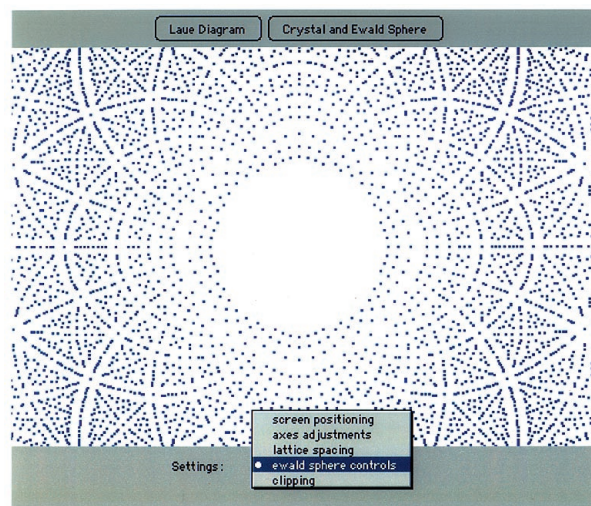 Laue Diagram
Crystal and Ewald Sphere
Settings:
screen positioning
axes adjustments
lattice spacing
ewald sphere controls
clipping